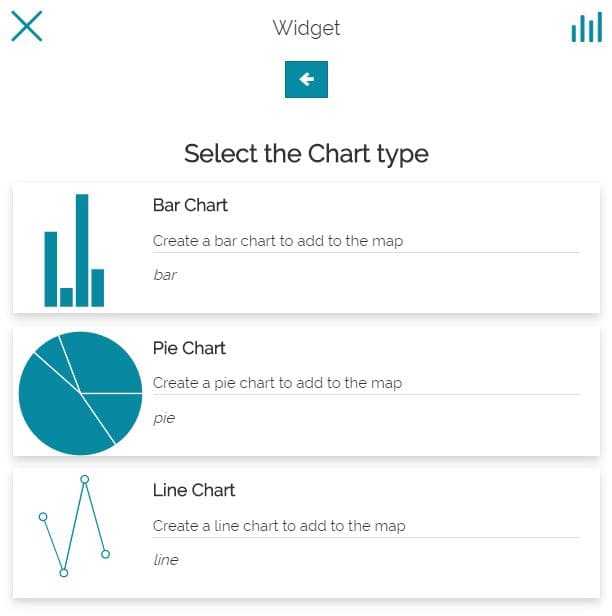 Widget
Select the Chart type
Bar Chart
Create a bar chart to add to the map
bar
Pie Chart
Create a pie chart to add to the map
pie
Line Chart
Create a line chart to add to the map
line